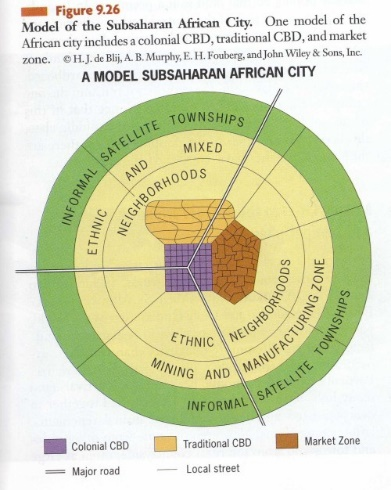 Figure 9.26
Model of the Subsaharan African City. One model of the
African city includes a colonial CBD, traditional CBD, and market
zone. © H. J. de Blij, A. B. Murphy, E. H. Fouberg, and John Wiley & Sons, Inc.
A MODEL SUBSAHARAN AFRICAN CITY
INFORMAL SATELLITE TOWNSHIPS
ETHNIC AND MIXED
NEIGHBORHOODS
ETHNIC NEIGHBORHOODS
MINING AND MANUFACTURING ZONE
INFORMAL SATELLITE TOWNSHIPS
Colonial CBD
Traditional CBD
Market Zone
Major road
Local street